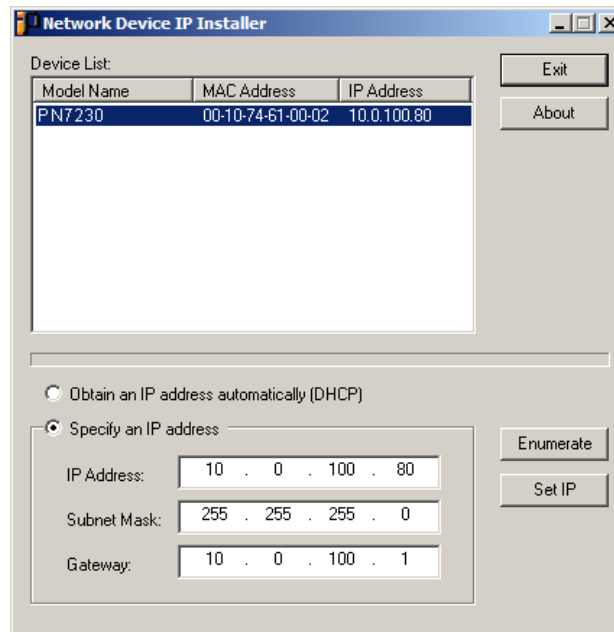 Network Device IP Installer
Device List:
Model Name MAC Address IP Address
PN7230 00-10-74-61-00-02 10.0.100.80
Exit
About
Obtain an IP address automatically (DHCP)
Specify an IP address
IP Address: 10 . 0 . 100 . 80
Subnet Mask: 255 . 255 . 255 . 0
Gateway: 10 . 0 . 100 . 1
Enumerate
Set IP